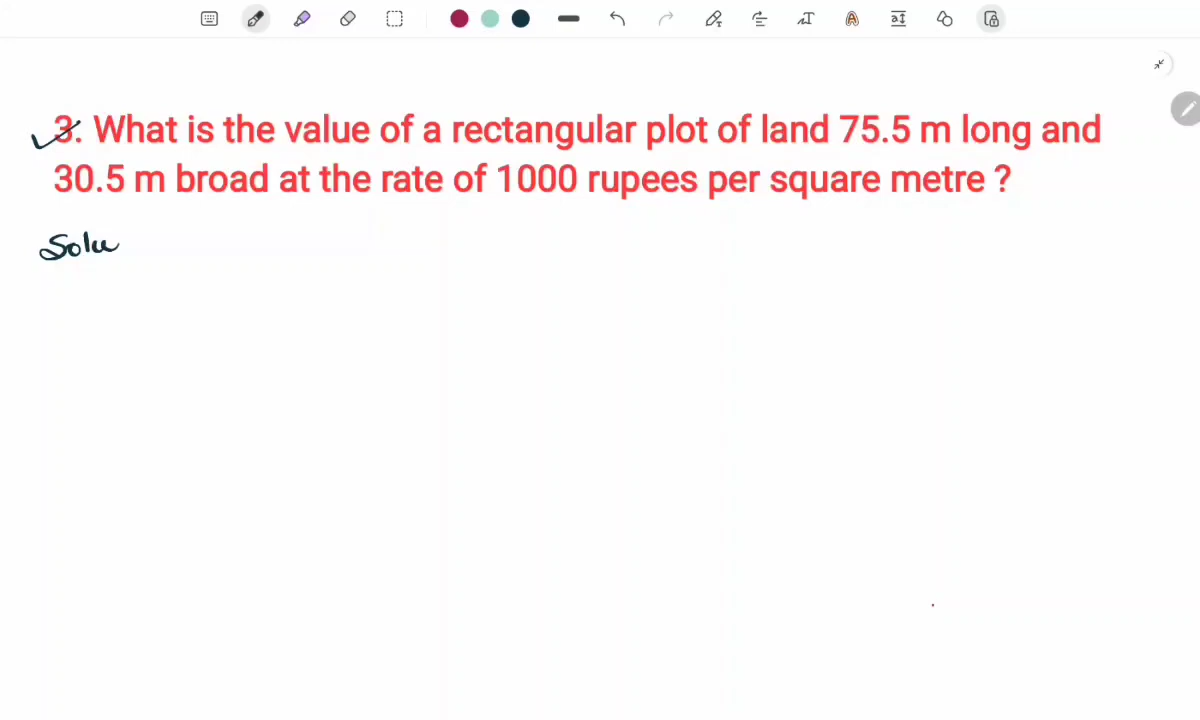 3. What is the value of a rectangular plot of land 75.5 m long and
30.5 m broad at the rate of 1000 rupees per square metre ?
Solu